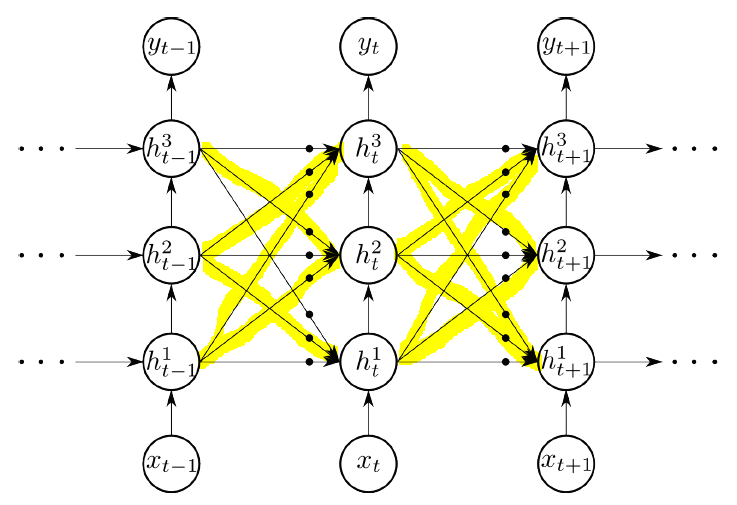 y_{t-1} y_t y_{t+1}
. . . h^3_{t-1} h^3_t h^3_{t+1} . . .
. . . h^2_{t-1} h^2_t h^2_{t+1} . . .
. . . h^1_{t-1} h^1_t h^1_{t+1} . . .
x_{t-1} x_t x_{t+1}